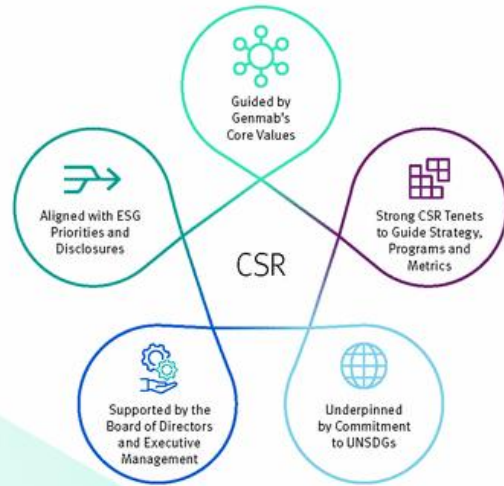 Guided by
Genmab's
Core Values
Aligned with ESG
Priorities and
Disclosures
Strong CSR Tenets
to Guide Strategy,
Programs and
Metrics
CSR
Supported by the
Board of Directors
and Executive
Management
Underpinned
by Commitment
to UNSDGs